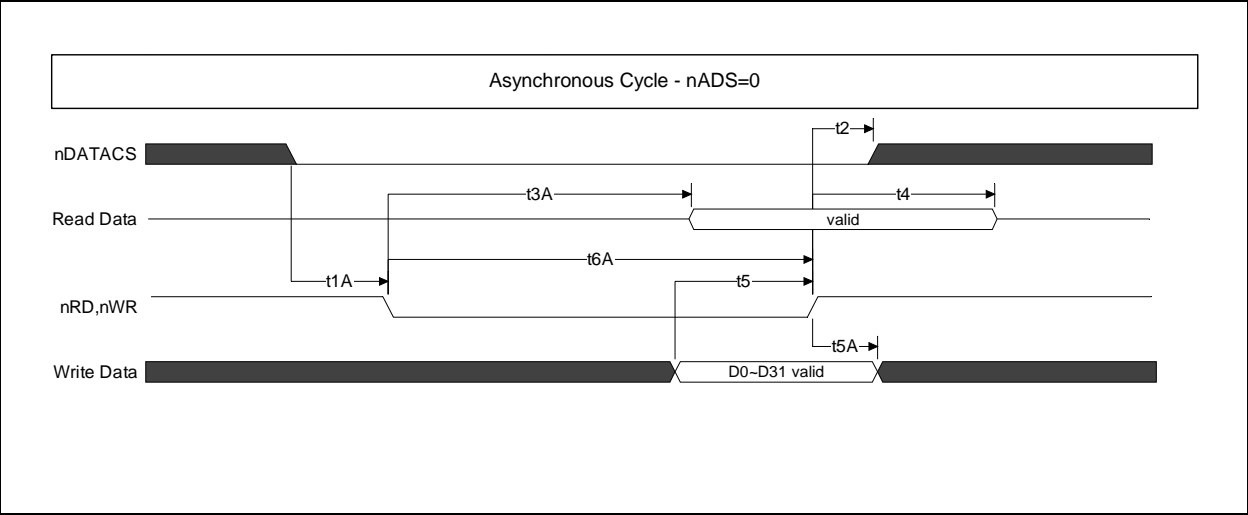 Asynchronous Cycle - nADS=0
t2
nDATACS
t3A
t4
Read Data
valid
t6A
t1A
t5
nRD,nWR
t5A
Write Data
D0~D31 valid